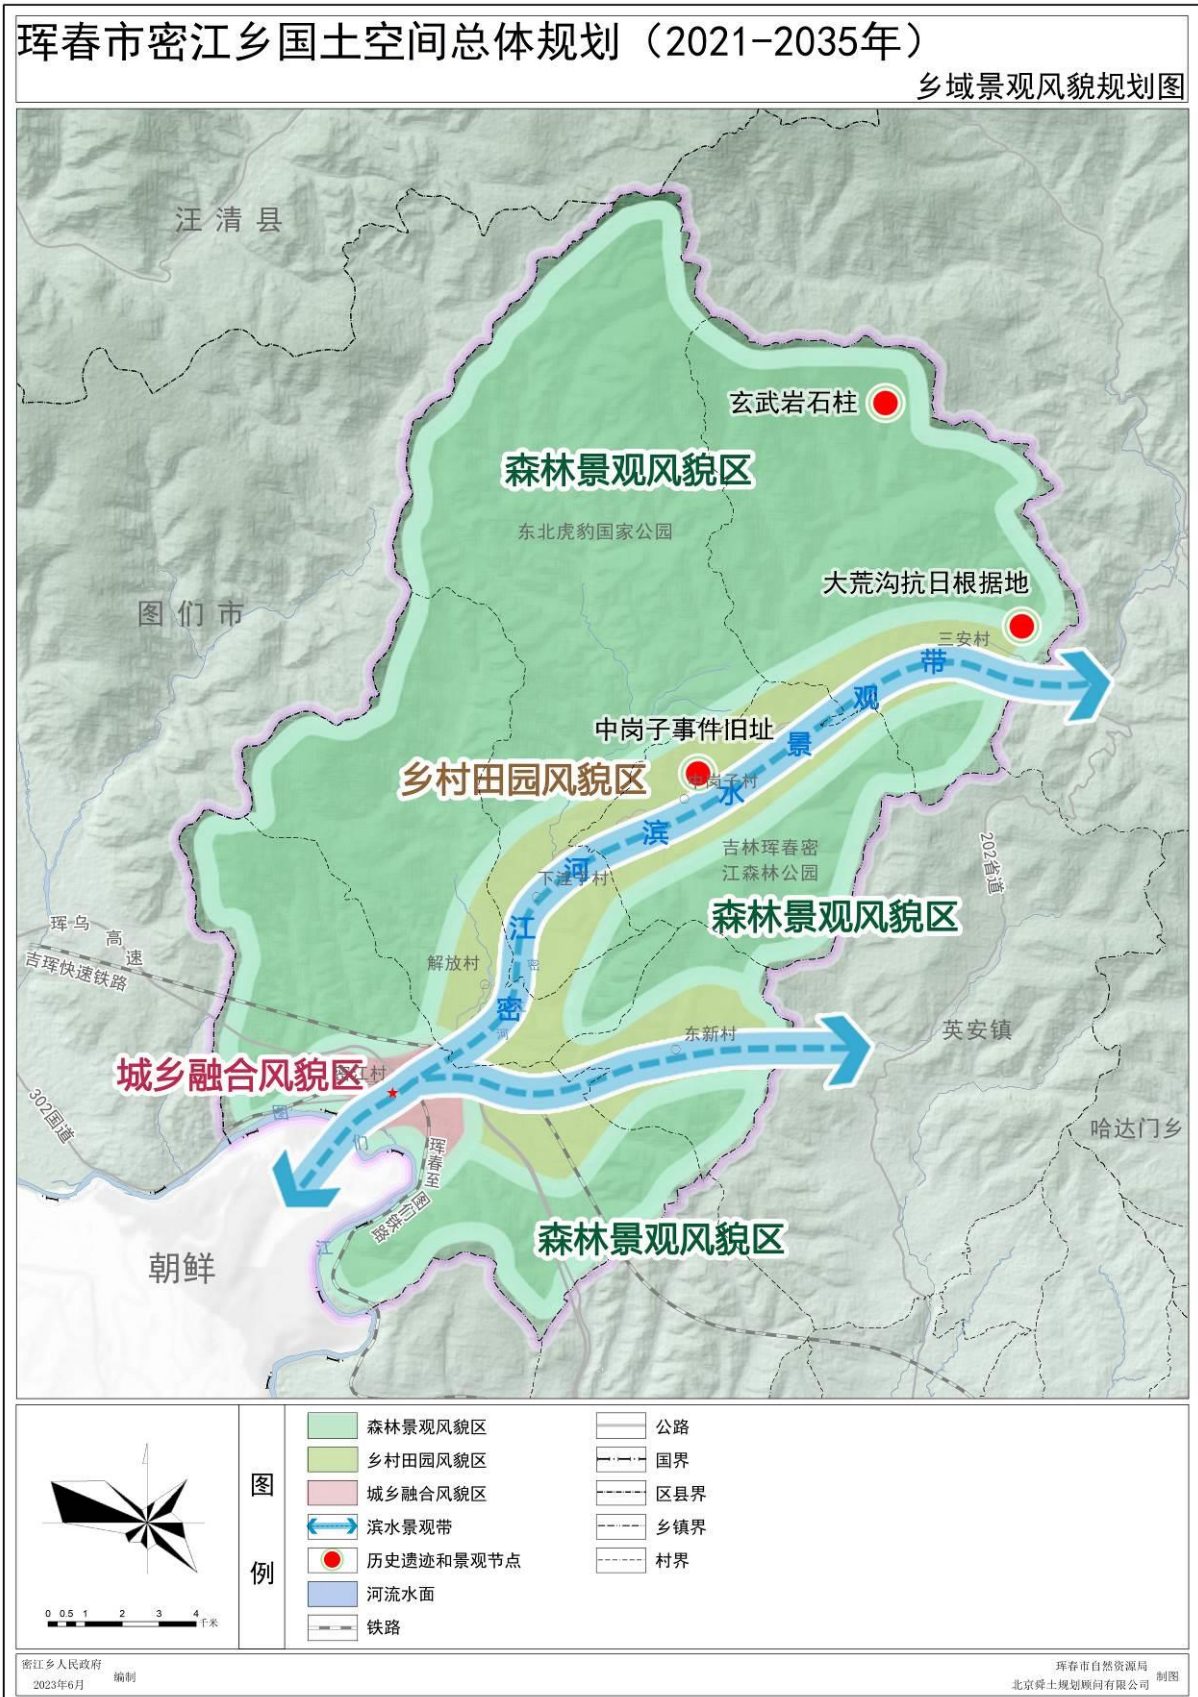 珲春市密江乡国土空间总体规划（2021-2035年）
乡域景观风貌规划图
汪清县
玄武岩石柱
森林景观风貌区
东北虎豹国家公园
大荒沟抗日根据地
图们市
三安村
中岗子事件旧址
乡村田园风貌区
中岗子村
密江河滨水景观带
吉林珲春密
江森林公园
202省道
下洼子村
森林景观风貌区
珲乌高速
吉珲快速铁路
解放村
密
河
东新村
英安镇
城乡融合风貌区
密江村
302国道
图们江
珲春至图们铁路
哈达门乡
森林景观风貌区
朝鲜
图例
森林景观风貌区
乡村田园风貌区
城乡融合风貌区
滨水景观带
历史遗迹和景观节点
河流水面
铁路
公路
国界
区县界
乡镇界
村界
0 0.5 1 2 3 4
千米
密江乡人民政府
2023年6月
编制
珲春市自然资源局
北京舜土规划顾问有限公司
制图